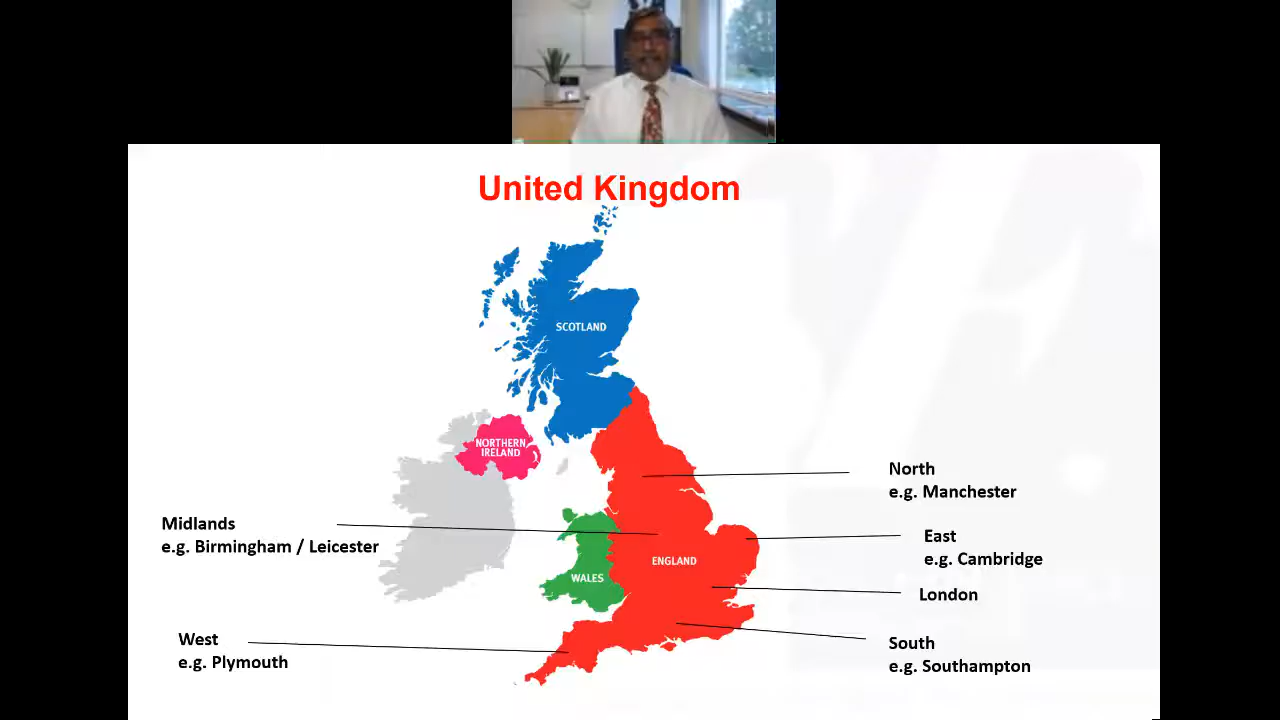 United Kingdom
SCOTLAND
NORTHERN
IRELAND
North
e.g. Manchester
Midlands
e.g. Birmingham / Leicester
East
e.g. Cambridge
ENGLAND
WALES
London
West
e.g. Plymouth
South
e.g. Southampton